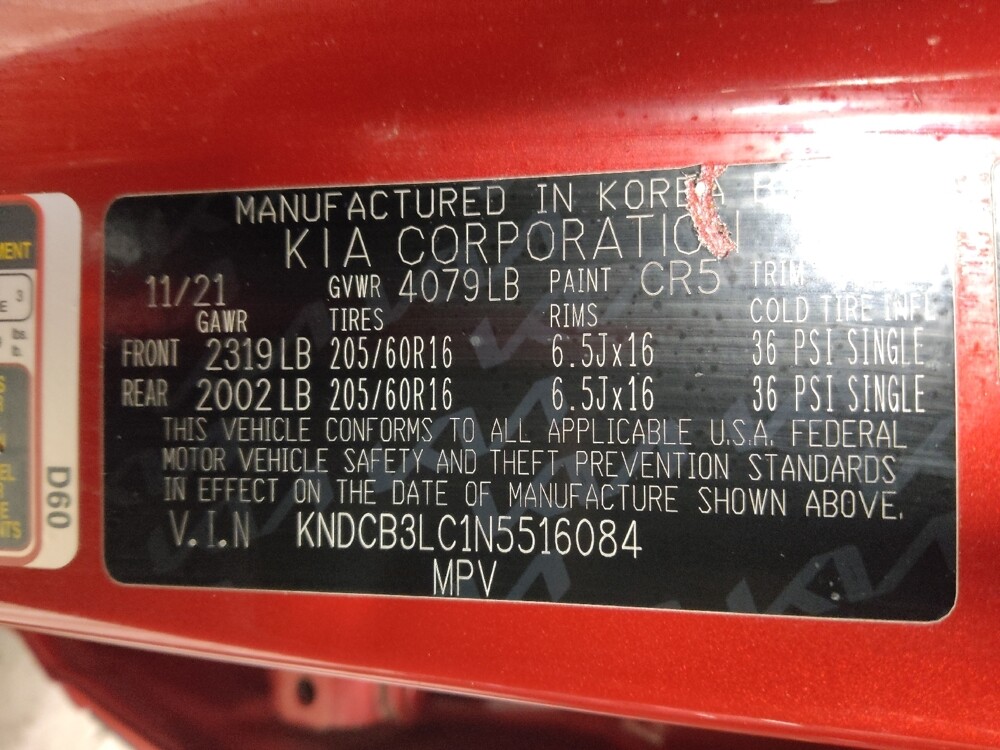 MANUFACTURED IN KOREA
KIA CORPORATION
11/21 GVWR 4079LB PAINT CR5 TRIM
GAWR TIRES RIMS COLD TIRE INFL
FRONT 2319LB 205/60R16 6.5Jx16 36 PSI SINGLE
REAR 2002LB 205/60R16 6.5Jx16 36 PSI SINGLE
THIS VEHICLE CONFORMS TO ALL APPLICABLE U.S.A. FEDERAL
MOTOR VEHICLE SAFETY AND THEFT PREVENTION STANDARDS
IN EFFECT ON THE DATE OF MANUFACTURE SHOWN ABOVE.
V.I.N KNDCB3LC1N5516084
MPV
D60
3
lbs.